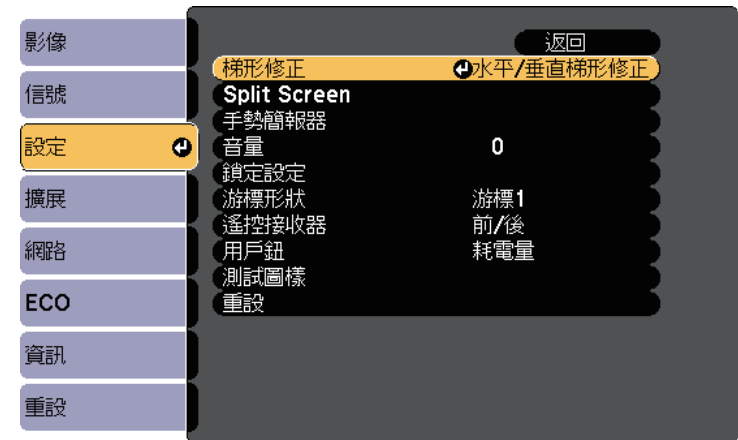 影像
信號
設定
擴展
網路
ECO
資訊
重設
返回
梯形修正 水平/垂直梯形修正
Split Screen
手勢簡報器
音量 0
鎖定設定
游標形狀 游標1
遙控接收器 前/後
用戶鈕 耗電量
測試圖樣
重設